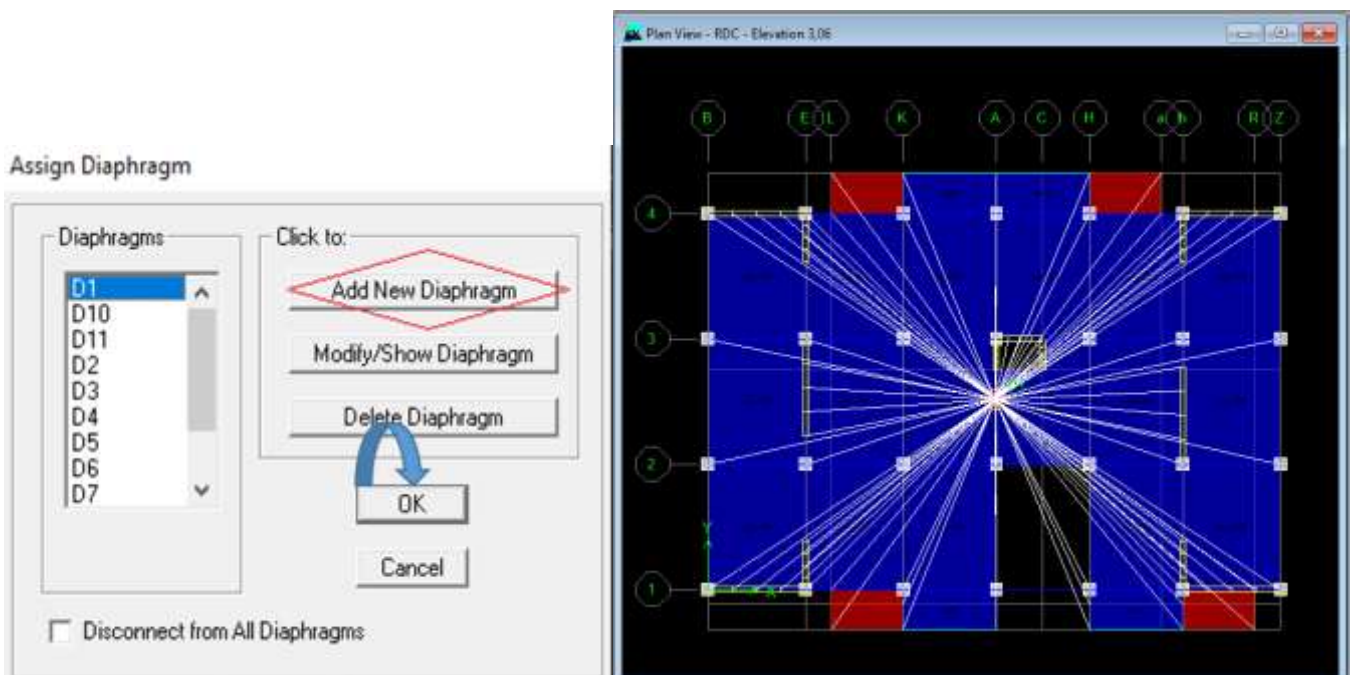 Assign Diaphragm
Diaphragms
D1
D10
D11
D2
D3
D4
D5
D6
D7
Click to:
Add New Diaphragm
Modify/Show Diaphragm
Delete Diaphragm
OK
Cancel
Disconnect from All Diaphragms
Plan View - RDC - Elevation 3,06
B E L K A C H a b R Z
4
3
2
1
Y
X